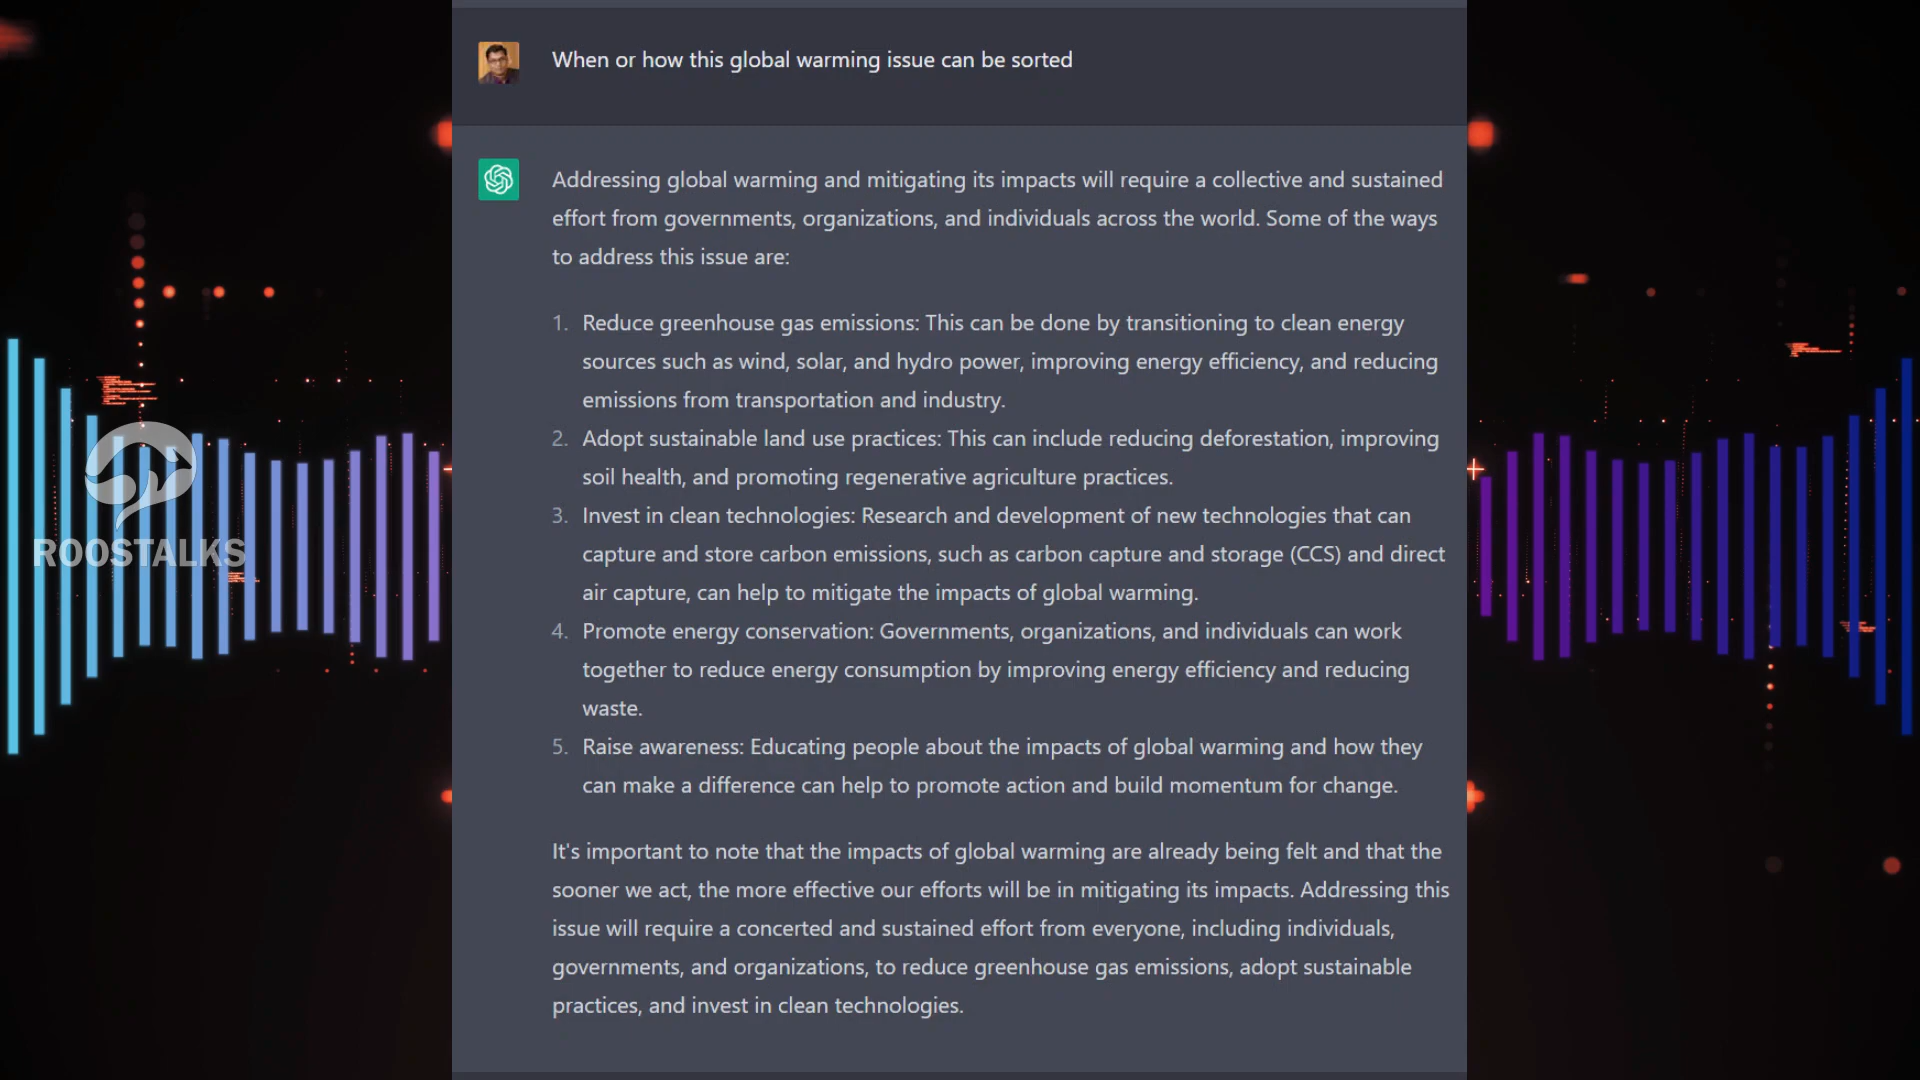 When or how this global warming issue can be sorted
Addressing global warming and mitigating its impacts will require a collective and sustained
effort from governments, organizations, and individuals across the world. Some of the ways
to address this issue are:
1. Reduce greenhouse gas emissions: This can be done by transitioning to clean energy
sources such as wind, solar, and hydro power, improving energy efficiency, and reducing
emissions from transportation and industry.
2. Adopt sustainable land use practices: This can include reducing deforestation, improving
soil health, and promoting regenerative agriculture practices.
3. Invest in clean technologies: Research and development of new technologies that can
capture and store carbon emissions, such as carbon capture and storage (CCS) and direct
air capture, can help to mitigate the impacts of global warming.
4. Promote energy conservation: Governments, organizations, and individuals can work
together to reduce energy consumption by improving energy efficiency and reducing
waste.
5. Raise awareness: Educating people about the impacts of global warming and how they
can make a difference can help to promote action and build momentum for change.
It's important to note that the impacts of global warming are already being felt and that the
sooner we act, the more effective our efforts will be in mitigating its impacts. Addressing this
issue will require a concerted and sustained effort from everyone, including individuals,
governments, and organizations, to reduce greenhouse gas emissions, adopt sustainable
practices, and invest in clean technologies.
ROOSTALKS